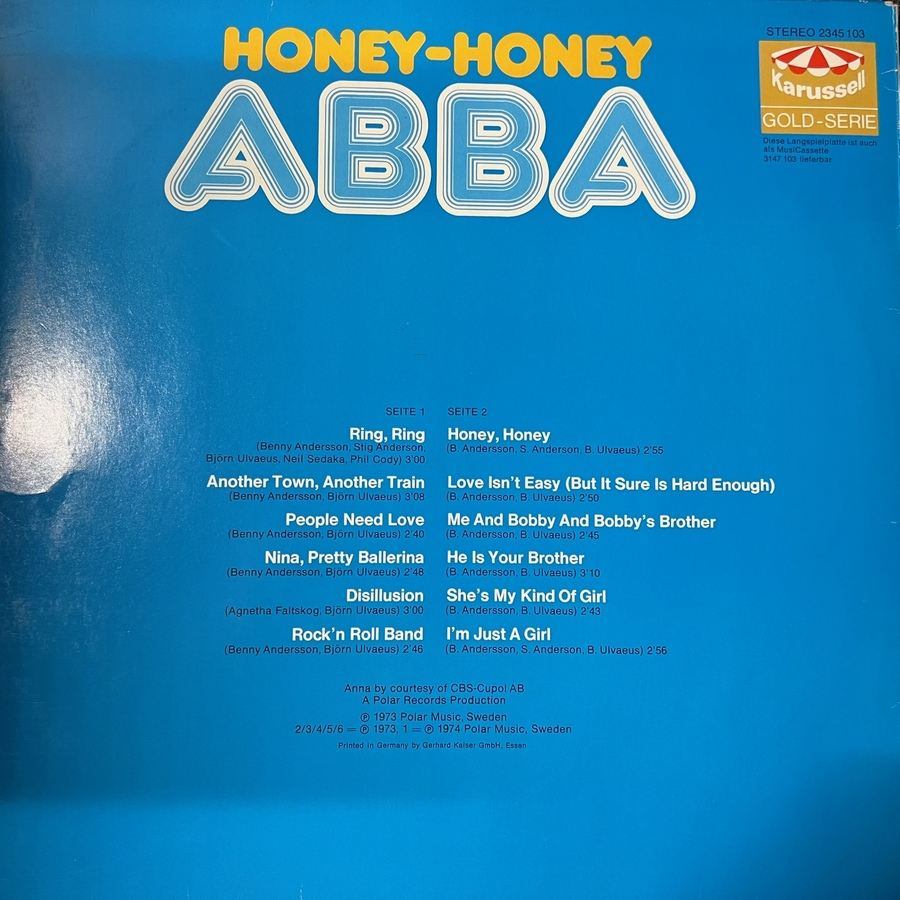 HONEY-HONEY
ABBA
STEREO 2345 103
Karussell
GOLD-SERIE
Diese Langspielplatte ist auch
als MusiCassette
3147 103 lieferbar
SEITE 1
Ring, Ring
(Benny Andersson, Stig Anderson,
Björn Ulvaeus, Neil Sedaka, Phil Cody) 3'00
Another Town, Another Train
(Benny Andersson, Björn Ulvaeus) 3'08
People Need Love
(Benny Andersson, Björn Ulvaeus) 2'40
Nina, Pretty Ballerina
(Benny Andersson, Björn Ulvaeus) 2'48
Disillusion
(Agnetha Faltskog, Björn Ulvaeus) 3'00
Rock'n Roll Band
(Benny Andersson, Björn Ulvaeus) 2'46
SEITE 2
Honey, Honey
(B. Andersson, S. Anderson, B. Ulvaeus) 2'55
Love Isn't Easy (But It Sure Is Hard Enough)
(B. Andersson, B. Ulvaeus) 2'50
Me And Bobby And Bobby's Brother
(B. Andersson, B. Ulvaeus) 2'45
He Is Your Brother
(B. Andersson, B. Ulvaeus) 3'10
She's My Kind Of Girl
(B. Andersson, B. Ulvaeus) 2'43
I'm Just A Girl
(B. Andersson, S. Anderson, B. Ulvaeus) 2'56
Anna by courtesy of CBS-Cupol AB
A Polar Records Production
℗ 1973 Polar Music, Sweden
2/3/4/5/6 = ℗ 1973, 1 = ℗ 1974 Polar Music, Sweden
Printed in Germany by Gerhard Kaiser GmbH, Essen